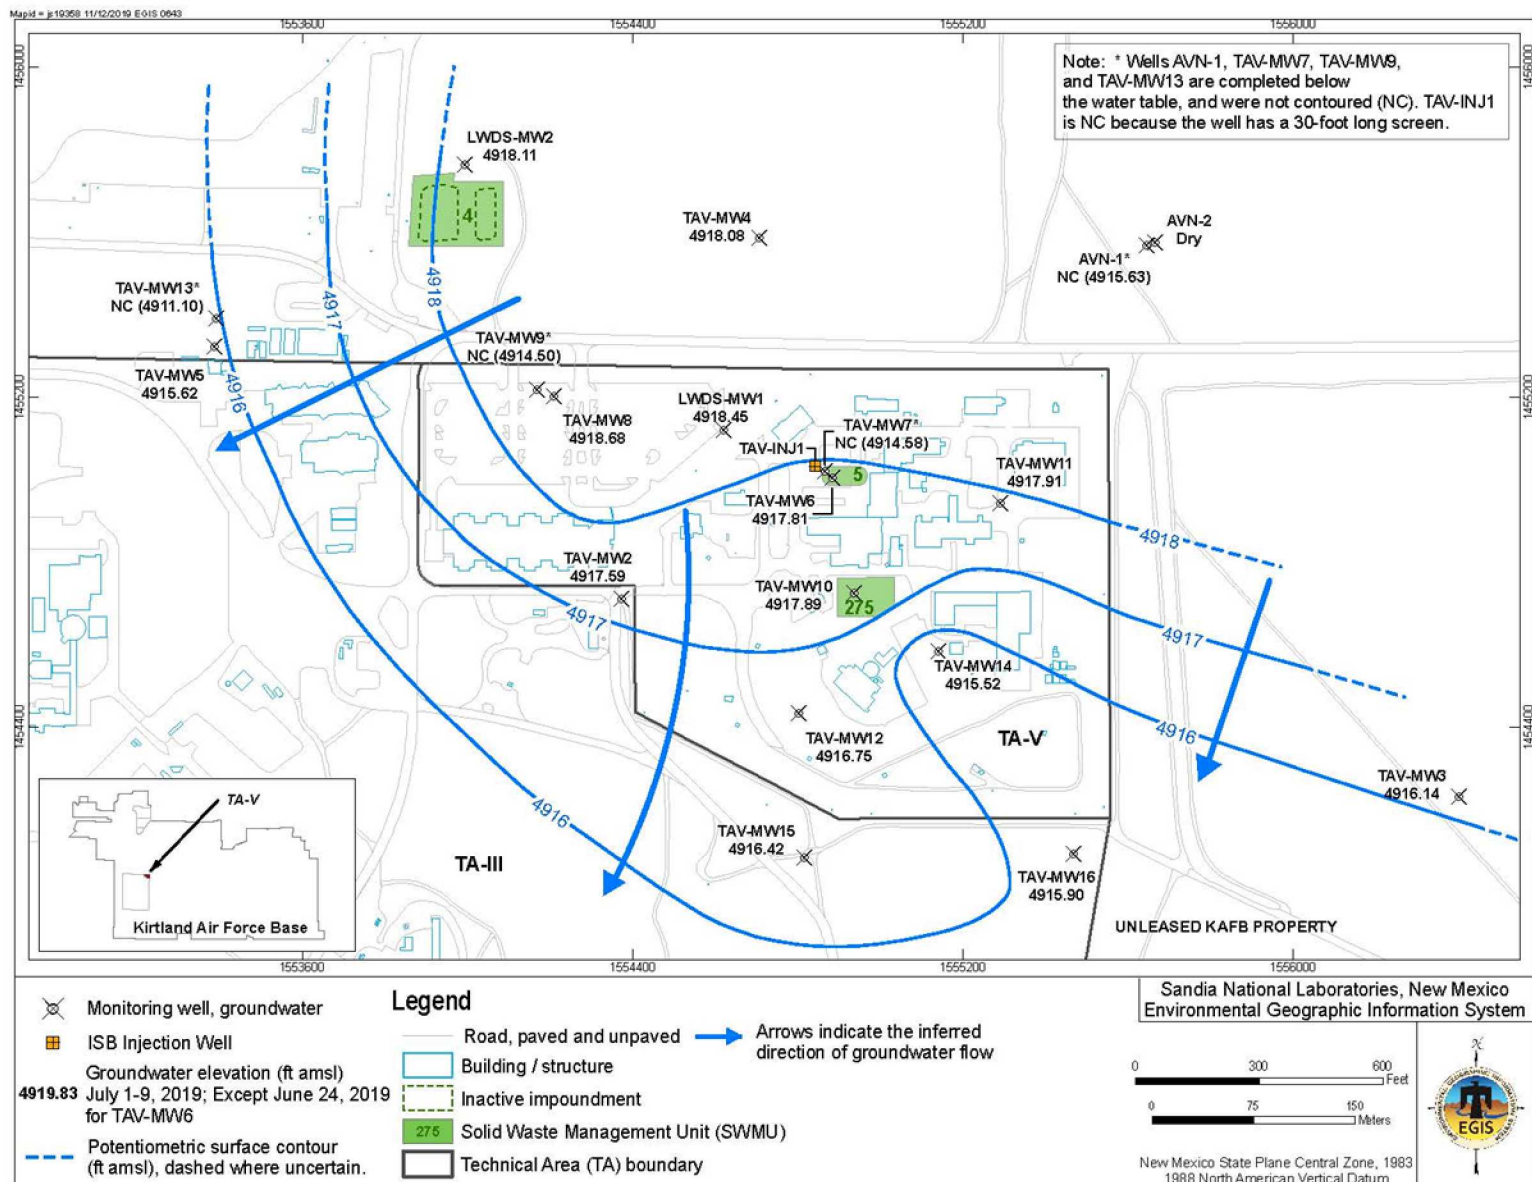 Mapid = js19358 11/12/2019 EGIS 0643
1553600
1554400
1555200
1556000
1456000
1456000
Note: * Wells AVN-1, TAV-MW7, TAV-MW9,
and TAV-MW13 are completed below
the water table, and were not contoured (NC). TAV-INJ1
is NC because the well has a 30-foot long screen.
LWDS-MW2
4918.11
4
TAV-MW4
4918.08
AVN-2
Dry
AVN-1*
NC (4915.63)
4918
4917
TAV-MW13*
NC (4911.10)
TAV-MW9*
NC (4914.50)
TAV-MW5
4915.62
4916
1455200
1455200
TAV-MW8
4918.68
LWDS-MW1
4918.45
TAV-MW7*
NC (4914.58)
TAV-INJ1
5
TAV-MW11
4917.91
TAV-MW6
4917.81
4918
TAV-MW2
4917.59
TAV-MW10
4917.89
275
4917
4917
TAV-MW14
4915.52
TAV-MW12
4916.75
TA-V
4916
1454400
1454400
TAV-MW3
4916.14
TA-V
4916
TAV-MW15
4916.42
TA-III
TAV-MW16
4915.90
Kirtland Air Force Base
UNLEASED KAFB PROPERTY
1553600
1554400
1555200
1556000
Legend
Monitoring well, groundwater
ISB Injection Well
4919.83
Groundwater elevation (ft amsl)
July 1-9, 2019; Except June 24, 2019
for TAV-MW6
Potentiometric surface contour
(ft amsl), dashed where uncertain.
Road, paved and unpaved
Building / structure
Inactive impoundment
275
Solid Waste Management Unit (SWMU)
Technical Area (TA) boundary
Arrows indicate the inferred
direction of groundwater flow
Sandia National Laboratories, New Mexico
Environmental Geographic Information System
0 300 600
Feet
0 75 150
Meters
New Mexico State Plane Central Zone, 1983
1988 North American Vertical Datum
N
EGIS